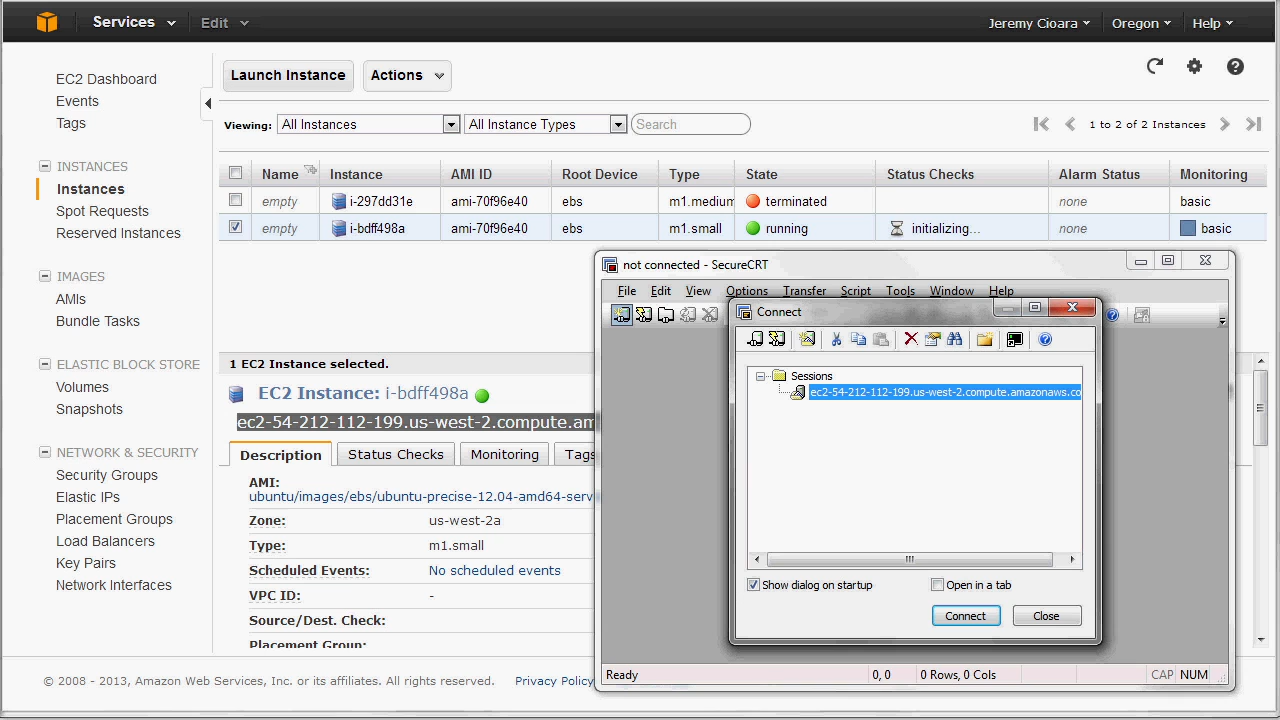 Services Edit Jeremy Cioara Oregon Help
EC2 Dashboard
Events
Tags
INSTANCES
Instances
Spot Requests
Reserved Instances
IMAGES
AMIs
Bundle Tasks
ELASTIC BLOCK STORE
Volumes
Snapshots
NETWORK & SECURITY
Security Groups
Elastic IPs
Placement Groups
Load Balancers
Key Pairs
Network Interfaces
Launch Instance Actions
Viewing: All Instances All Instance Types Search 1 to 2 of 2 Instances
Name Instance AMI ID Root Device Type State Status Checks Alarm Status Monitoring
empty i-297dd31e ami-70f96e40 ebs m1.medium terminated none basic
empty i-bdff498a ami-70f96e40 ebs m1.small running initializing... none basic
1 EC2 Instance selected.
EC2 Instance: i-bdff498a
ec2-54-212-112-199.us-west-2.compute.am
Description Status Checks Monitoring Tags
AMI:
ubuntu/images/ebs/ubuntu-precise-12.04-amd64-serv
Zone: us-west-2a
Type: m1.small
Scheduled Events: No scheduled events
VPC ID: -
Source/Dest. Check:
Placement Group:
not connected - SecureCRT
File Edit View Options Transfer Script Tools Window Help
Connect
Sessions
ec2-54-212-112-199.us-west-2.compute.amazonaws.co
Show dialog on startup Open in a tab
Connect Close
Ready 0, 0 0 Rows, 0 Cols CAP NUM
© 2008 - 2013, Amazon Web Services, Inc. or its affiliates. All rights reserved. Privacy Policy